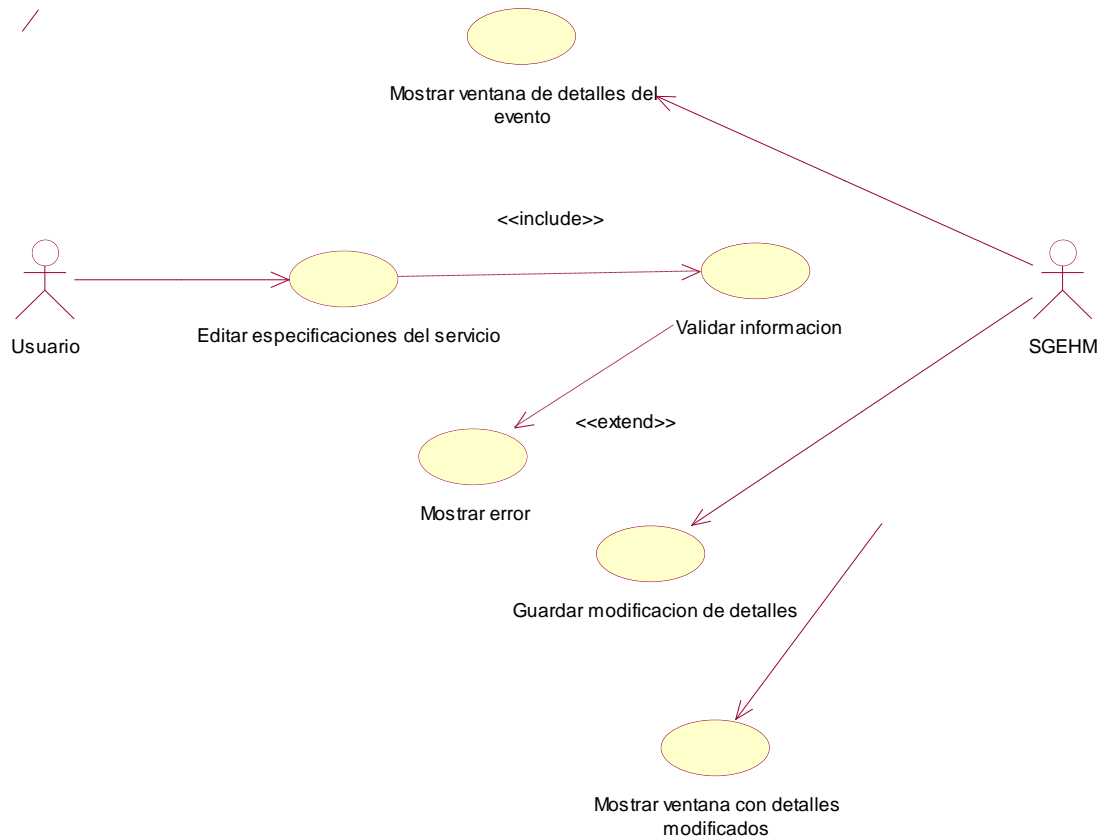 Mostrar ventana de detalles del
evento
<<include>>
Usuario
Editar especificaciones del servicio
Validar informacion
SGEHM
<<extend>>
Mostrar error
Guardar modificacion de detalles
Mostrar ventana con detalles
modificados